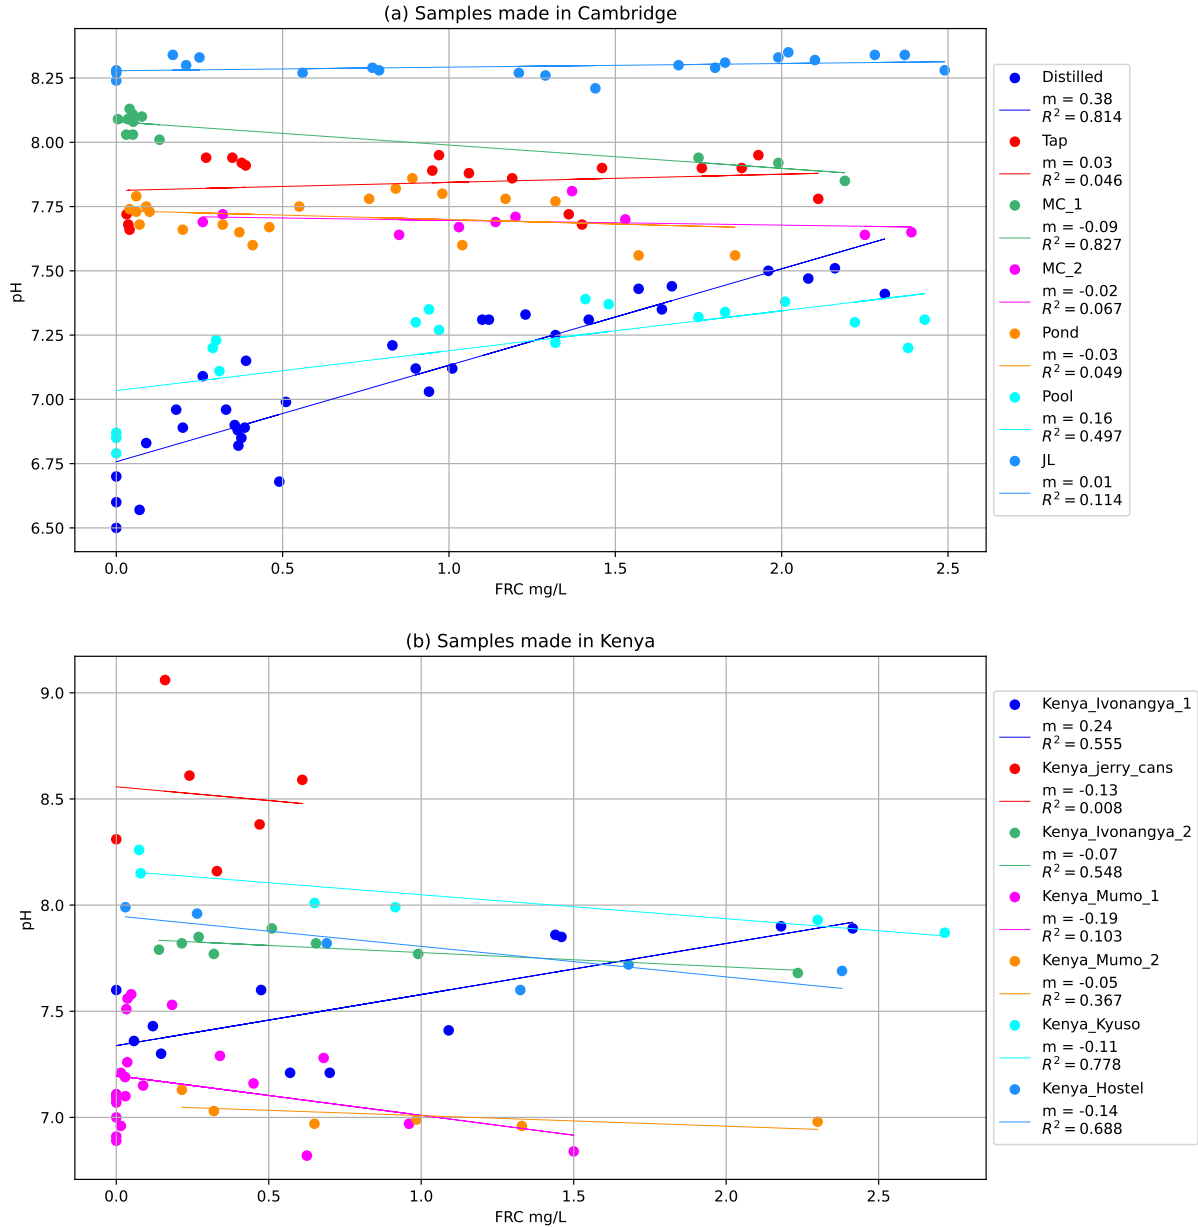 (a) Samples made in Cambridge
8.25
8.00
7.75
7.50
7.25
7.00
6.75
6.50
pH
0.0 0.5 1.0 1.5 2.0 2.5
FRC mg/L
Distilled
m = 0.38
R² = 0.814
Tap
m = 0.03
R² = 0.046
MC_1
m = -0.09
R² = 0.827
MC_2
m = -0.02
R² = 0.067
Pond
m = -0.03
R² = 0.049
Pool
m = 0.16
R² = 0.497
JL
m = 0.01
R² = 0.114
(b) Samples made in Kenya
9.0
8.5
8.0
7.5
7.0
pH
0.0 0.5 1.0 1.5 2.0 2.5
FRC mg/L
Kenya_Ivonangya_1
m = 0.24
R² = 0.555
Kenya_jerry_cans
m = -0.13
R² = 0.008
Kenya_Ivonangya_2
m = -0.07
R² = 0.548
Kenya_Mumo_1
m = -0.19
R² = 0.103
Kenya_Mumo_2
m = -0.05
R² = 0.367
Kenya_Kyuso
m = -0.11
R² = 0.778
Kenya_Hostel
m = -0.14
R² = 0.688